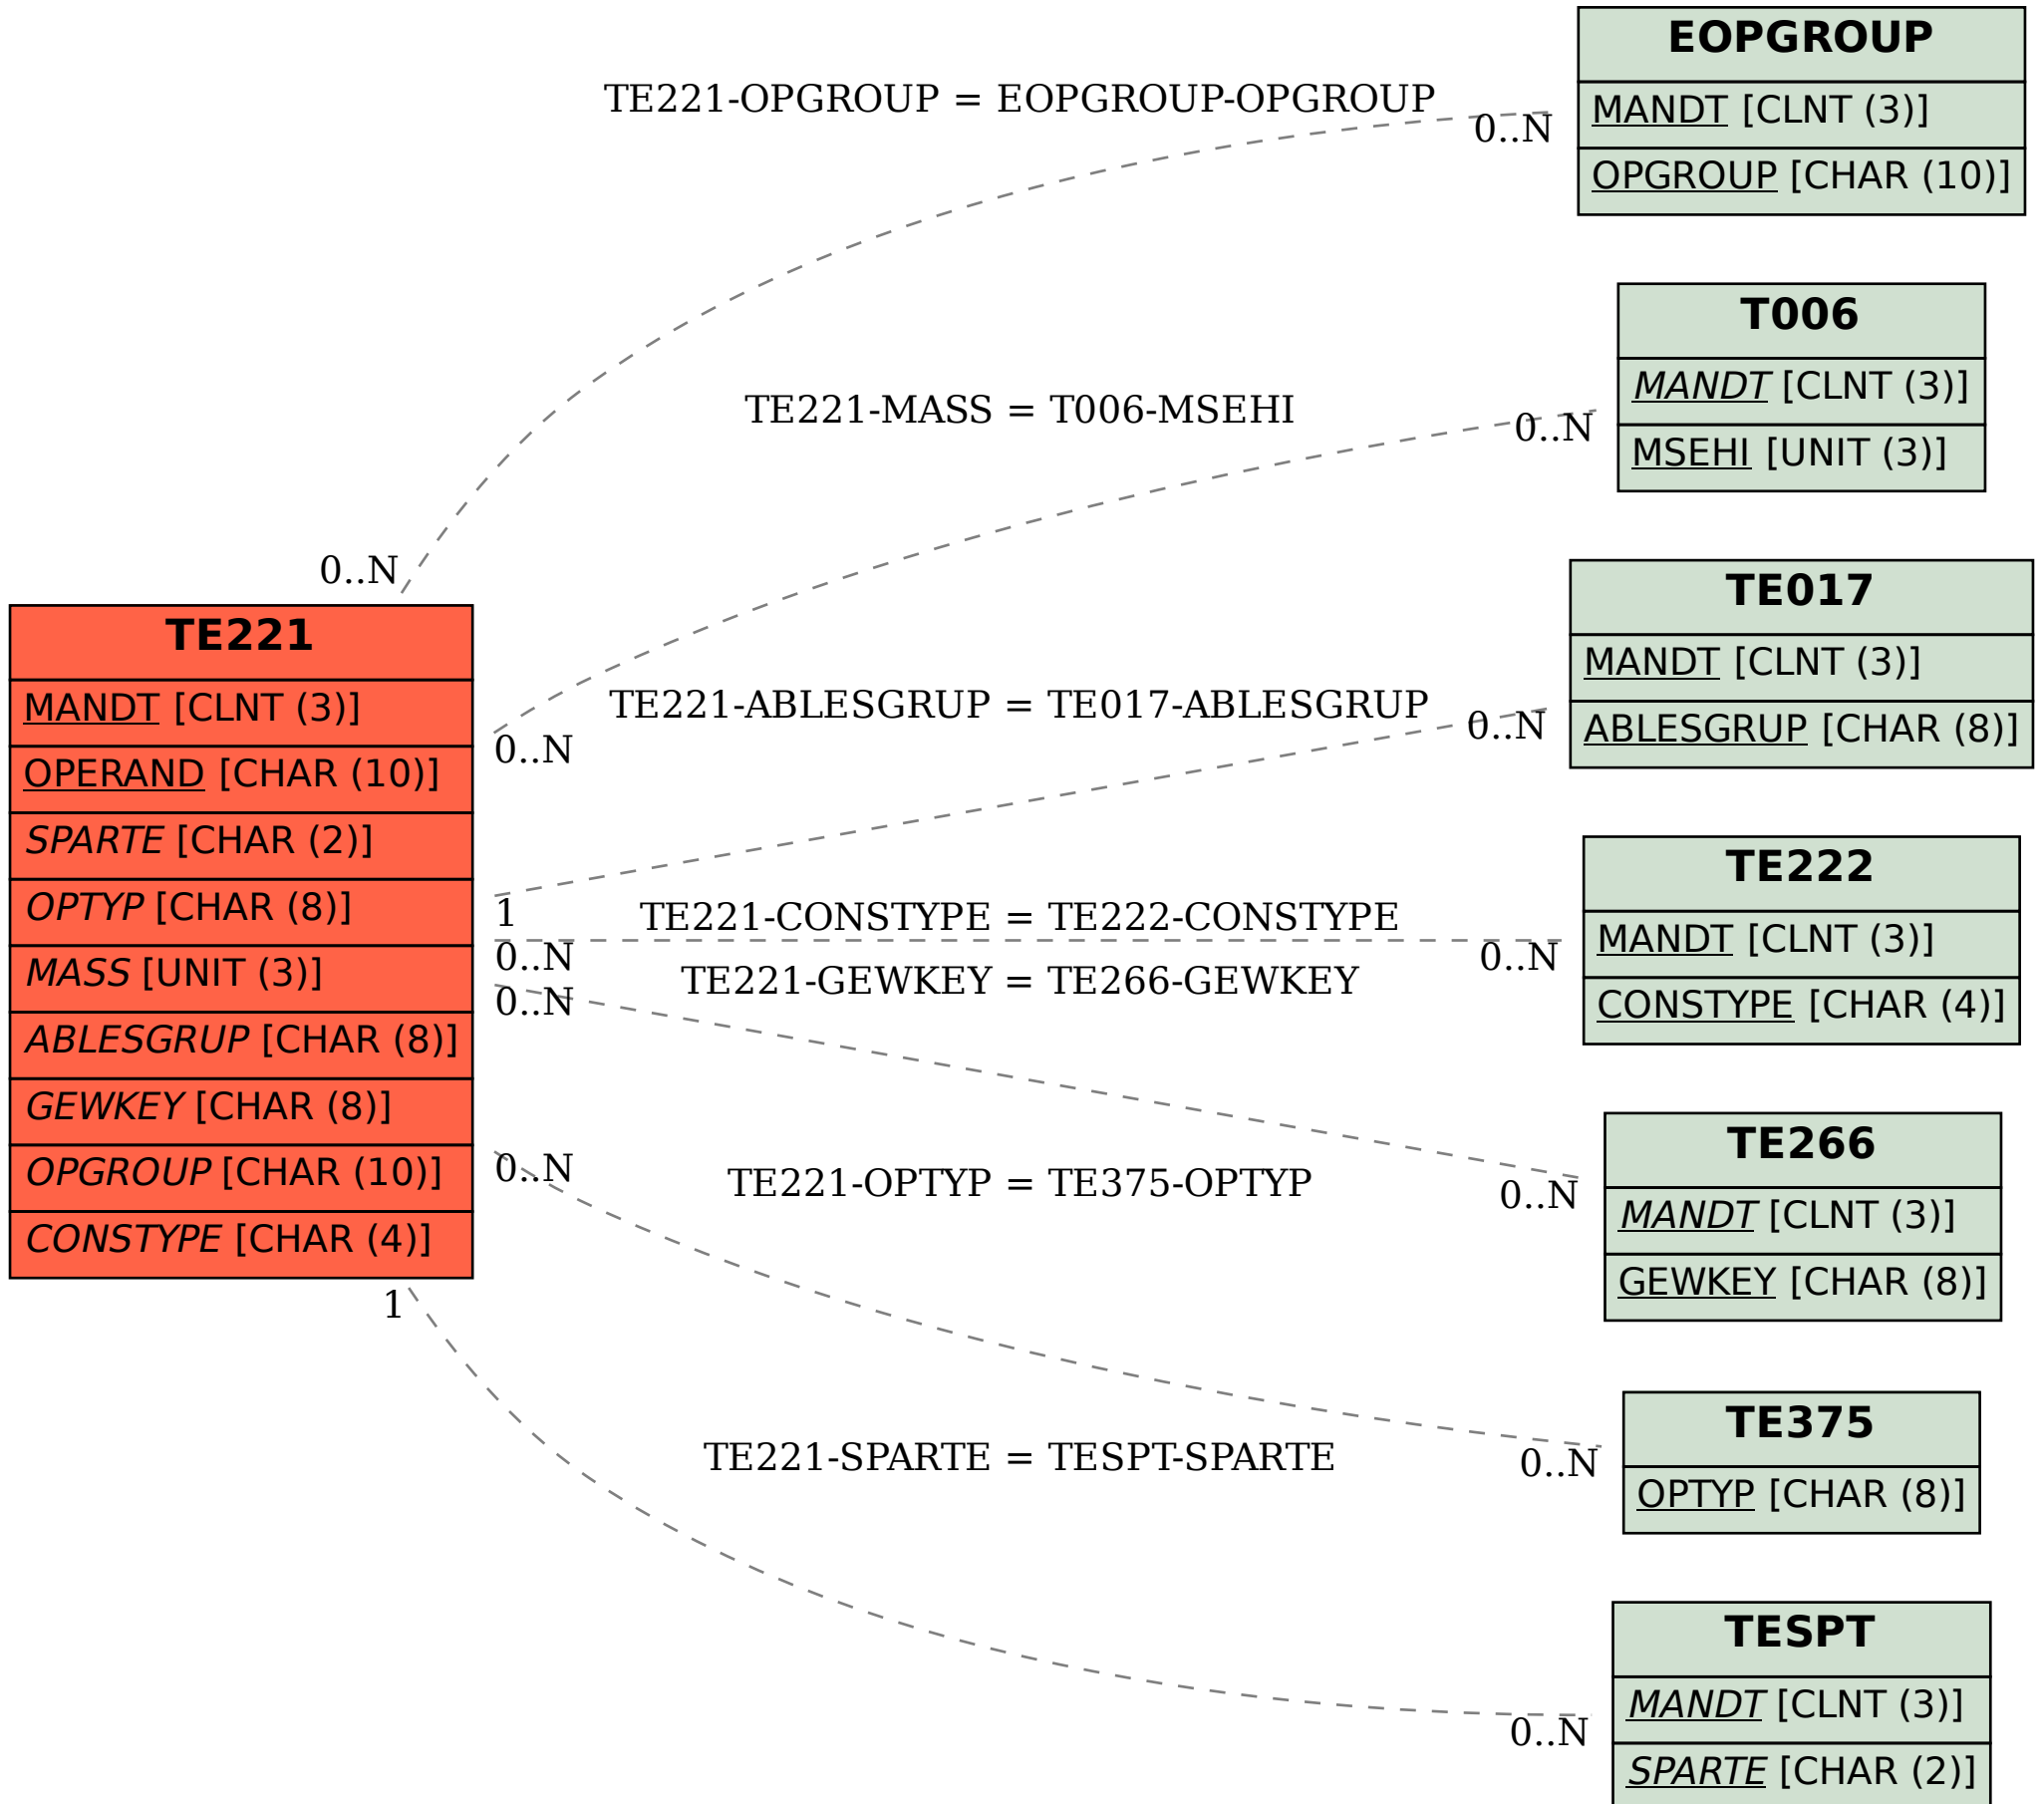 EOPGROUP
MANDT [CLNT (3)]
OPGROUP [CHAR (10)]
TE221-OPGROUP = EOPGROUP-OPGROUP
0..N
0..N
T006
MANDT [CLNT (3)]
MSEHI [UNIT (3)]
TE221-MASS = T006-MSEHI
0..N
0..N
TE017
MANDT [CLNT (3)]
ABLESGRUP [CHAR (8)]
TE221-ABLESGRUP = TE017-ABLESGRUP
0..N
1
TE221
MANDT [CLNT (3)]
OPERAND [CHAR (10)]
SPARTE [CHAR (2)]
OPTYP [CHAR (8)]
MASS [UNIT (3)]
ABLESGRUP [CHAR (8)]
GEWKEY [CHAR (8)]
OPGROUP [CHAR (10)]
CONSTYPE [CHAR (4)]
TE222
MANDT [CLNT (3)]
CONSTYPE [CHAR (4)]
TE221-CONSTYPE = TE222-CONSTYPE
0..N
0..N
TE221-GEWKEY = TE266-GEWKEY
0..N
0..N
TE266
MANDT [CLNT (3)]
GEWKEY [CHAR (8)]
TE221-OPTYP = TE375-OPTYP
0..N
0..N
TE375
OPTYP [CHAR (8)]
TE221-SPARTE = TESPT-SPARTE
1
0..N
TESPT
MANDT [CLNT (3)]
SPARTE [CHAR (2)]